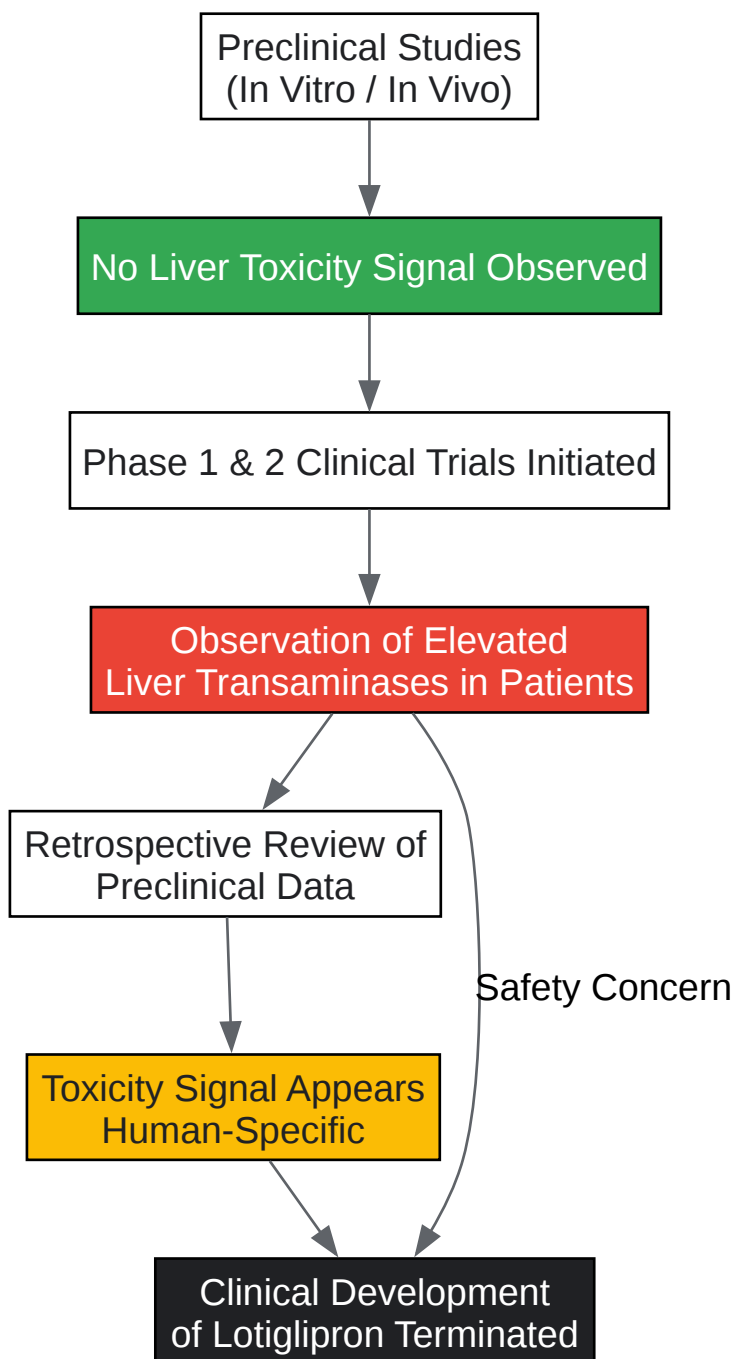 Preclinical Studies
(In Vitro / In Vivo)
No Liver Toxicity Signal Observed
Phase 1 & 2 Clinical Trials Initiated
Observation of Elevated
Liver Transaminases in Patients
Retrospective Review of
Preclinical Data
Safety Concern
Toxicity Signal Appears
Human-Specific
Clinical Development
of Lotiglipron Terminated